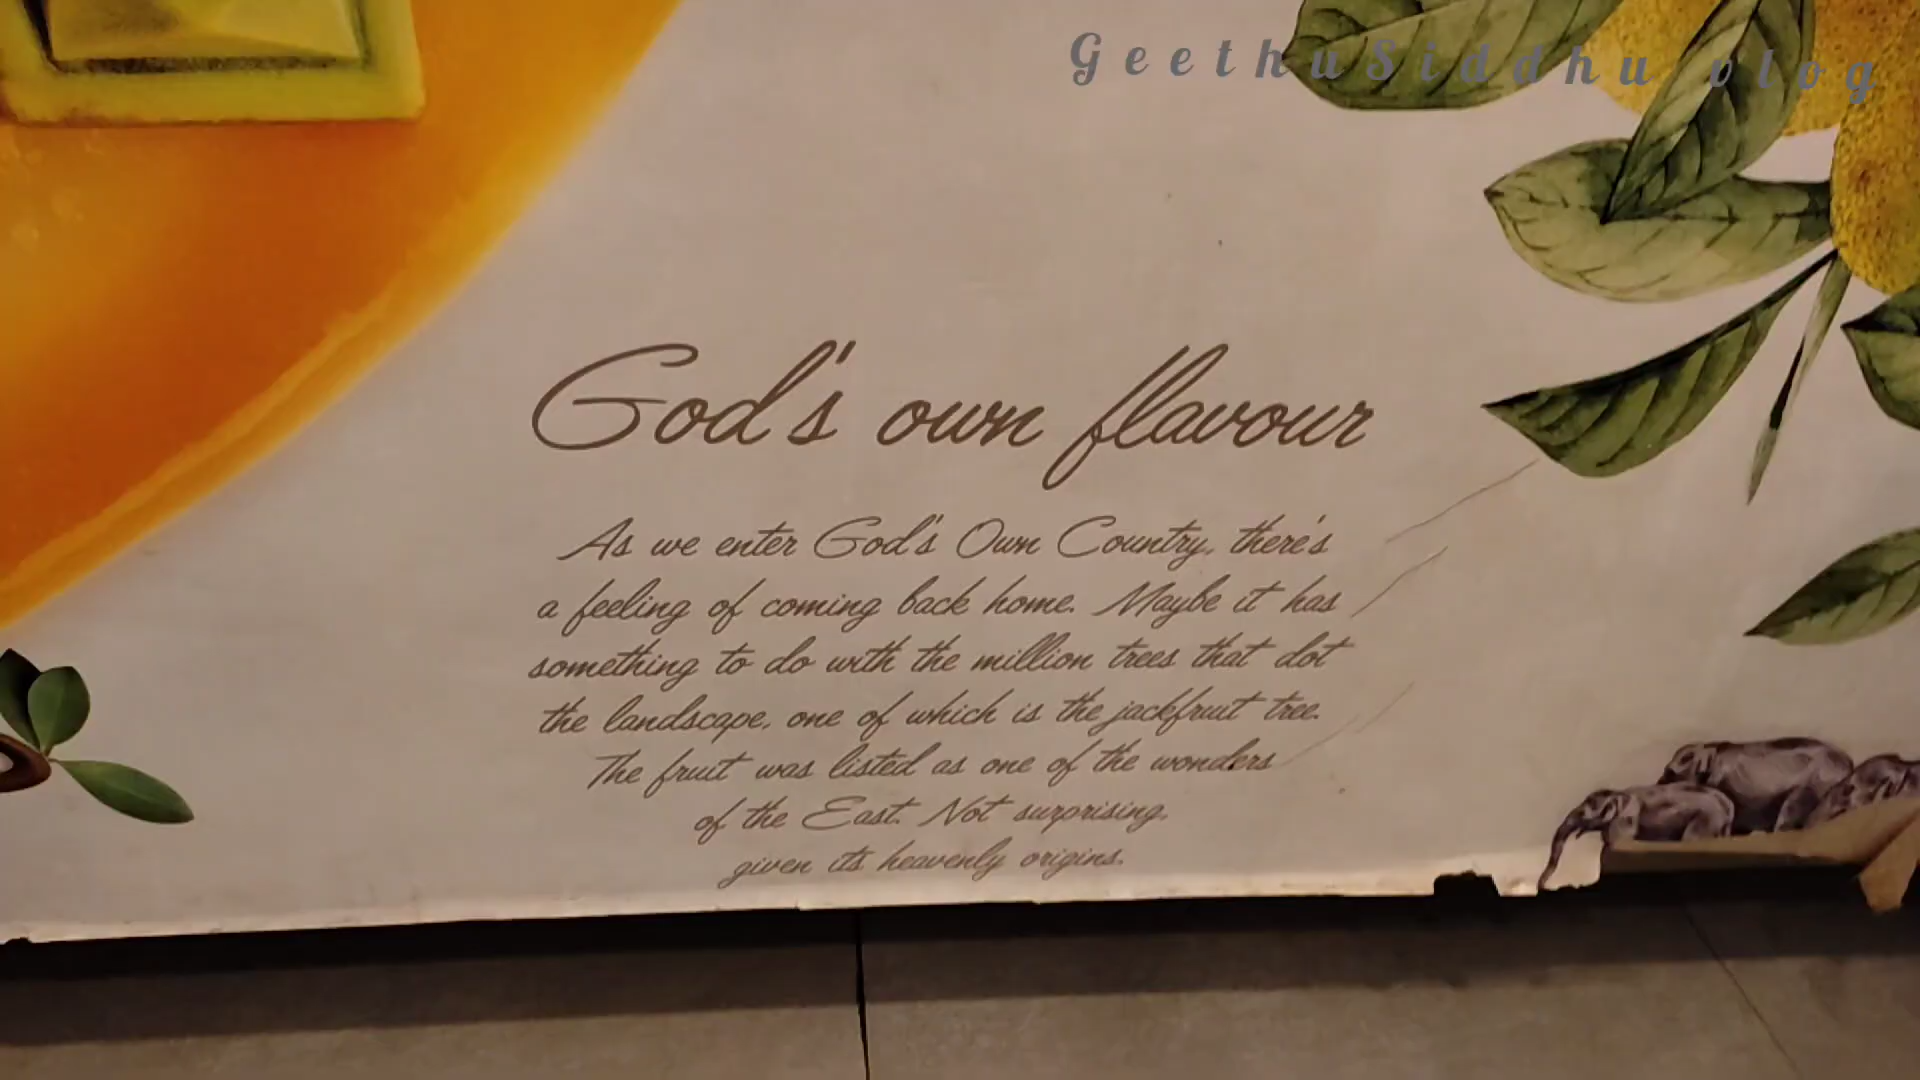 GeethuSiddhu vlog
God's own flavour
As we enter God's Own Country, there's
a feeling of coming back home. Maybe it has
something to do with the million trees that dot
the landscape, one of which is the jackfruit tree.
The fruit was listed as one of the wonders
of the East. Not surprising,
given its heavenly origins.